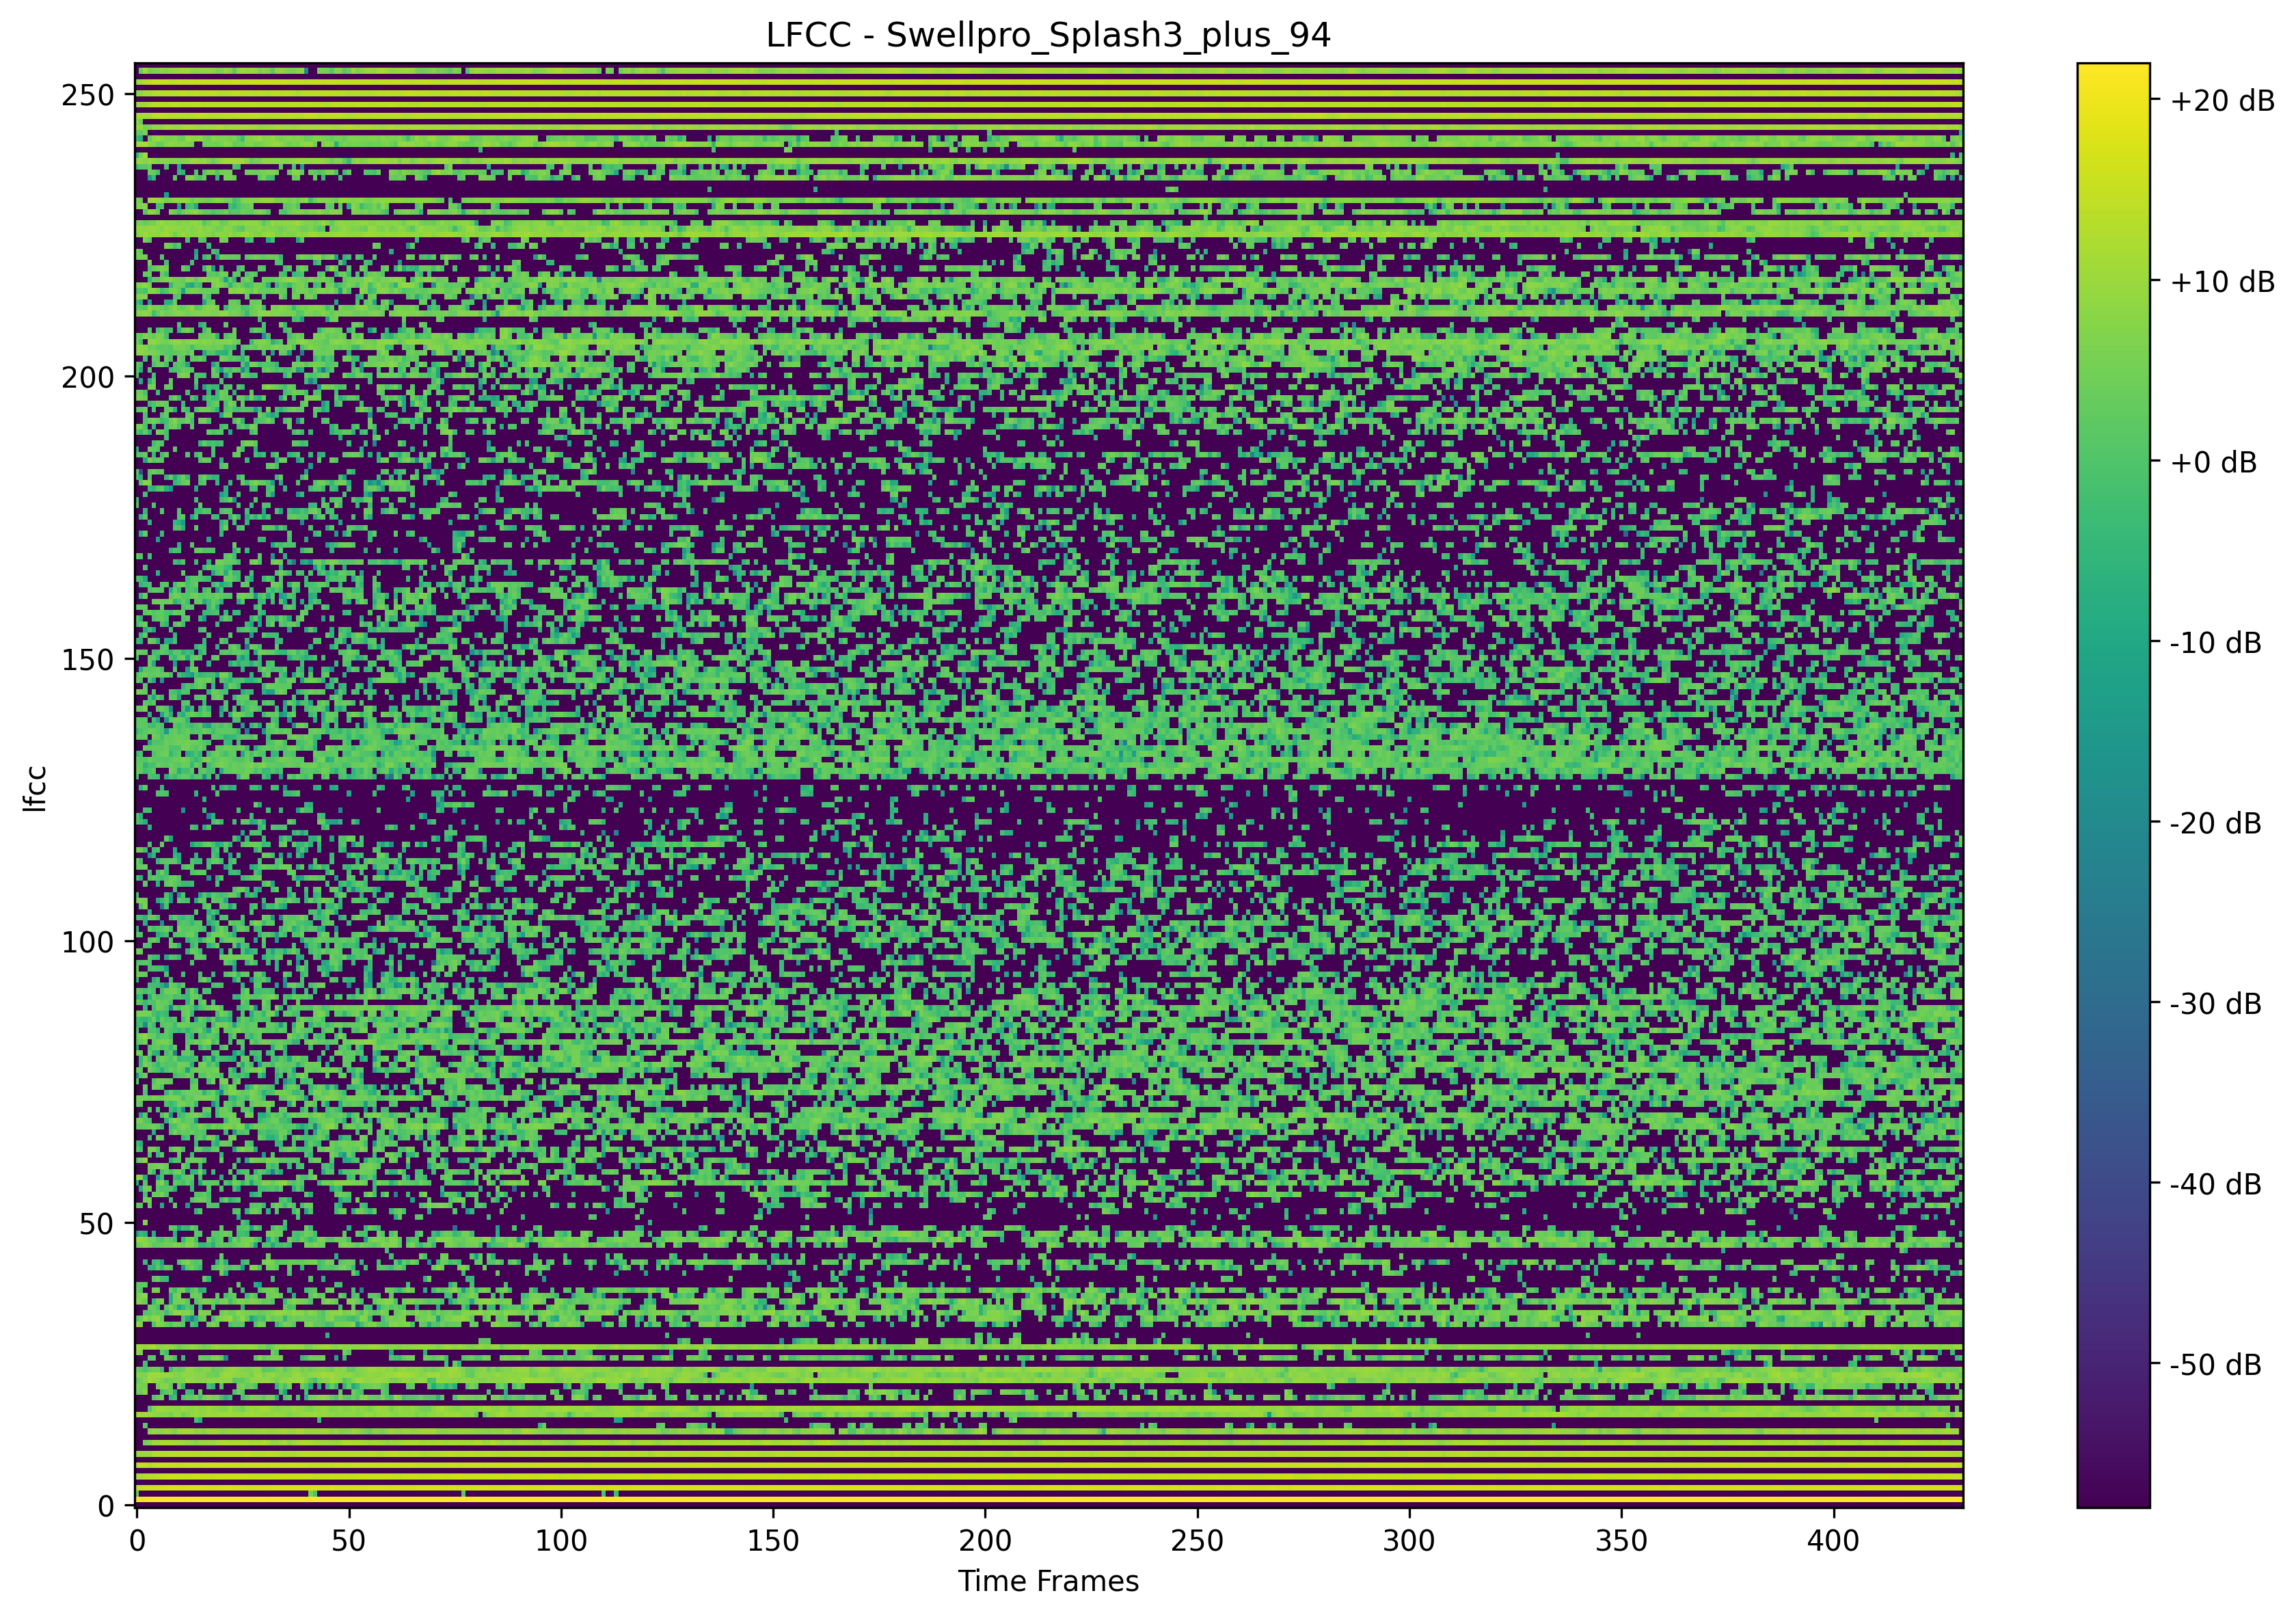 LFCC - Swellpro_Splash3_plus_94
250
200
150
100
50
0
lfcc
0 50 100 150 200 250 300 350 400
Time Frames
+20 dB
+10 dB
+0 dB
-10 dB
-20 dB
-30 dB
-40 dB
-50 dB